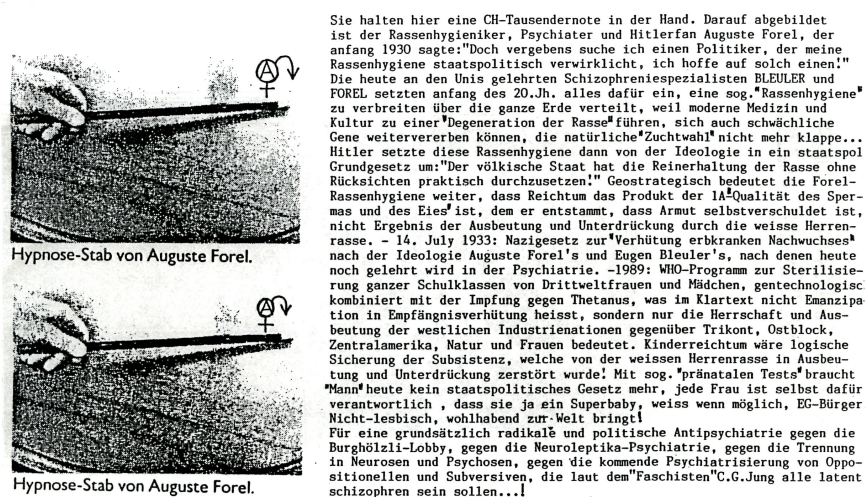 Sie halten hier eine CH-Tausendernote in der Hand. Darauf abgebildet
ist der Rassenhygieniker, Psychiater und Hitlerfan Auguste Forel, der
anfang 1930 sagte:"Doch vergebens suche ich einen Politiker, der meine
Rassenhygiene staatspolitisch verwirklicht, ich hoffe auf solch einen!"
Die heute an den Unis gelehrten Schizophreniespezialisten BLEULER und
FOREL setzten anfang des 20.Jh. alles dafür ein, eine sog."Rassenhygiene"
zu verbreiten über die ganze Erde verteilt, weil moderne Medizin und
Kultur zu einer"Degeneration der Rasse"führen, sich auch schwächliche
Gene weitervererben können, die natürliche"Zuchtwahl"nicht mehr klappe...
Hitler setzte diese Rassenhygiene dann von der Ideologie in ein staatspol
Grundgesetz um:"Der völkische Staat hat die Reinerhaltung der Rasse ohne
Rücksichten praktisch durchzusetzen!" Geostrategisch bedeutet die Forel-
Rassenhygiene weiter, dass Reichtum das Produkt der 1A-Qualität des Sper-
mas und des Eies"ist, dem er entstammt, dass Armut selbstverschuldet ist,
nicht Ergebnis der Ausbeutung und Unterdrückung durch die weisse Herren-
rasse. - 14. July 1933: Nazigesetz zur"Verhütung erbkranken Nachwuchses"
nach der Ideologie Auguste Forel's und Eugen Bleuler's, nach denen heute
noch gelehrt wird in der Psychiatrie. -1989: WHO-Programm zur Sterilisie-
rung ganzer Schulklassen von Drittweltfrauen und Mädchen, gentechnologisc
kombiniert mit der Impfung gegen Thetanus, was im Klartext nicht Emanzipa
tion in Empfängnisverhütung heisst, sondern nur die Herrschaft und Aus-
beutung der westlichen Industrienationen gegenüber Trikont, Ostblock,
Zentralamerika, Natur und Frauen bedeutet. Kinderreichtum wäre logische
Sicherung der Subsistenz, welche von der weissen Herrenrasse in Ausbeu-
tung und Unterdrückung zerstört wurde! Mit sog."pränatalen Tests"braucht
"Mann"heute kein staatspolitisches Gesetz mehr, jede Frau ist selbst dafür
verantwortlich , dass sie ja ein Superbaby, weiss wenn möglich, EG-Bürger
Nicht-lesbisch, wohlhabend zur Welt bringt!
Für eine grundsätzlich radikale und politische Antipsychiatrie gegen die
Burghölzli-Lobby, gegen die Neuroleptika-Psychiatrie, gegen die Trennung
in Neurosen und Psychosen, gegen die kommende Psychiatrisierung von Oppo-
sitionellen und Subversiven, die laut dem"Faschisten"C.G.Jung alle latent
schizophren sein sollen...!
A
Hypnose-Stab von Auguste Forel.
A
Hypnose-Stab von Auguste Forel.